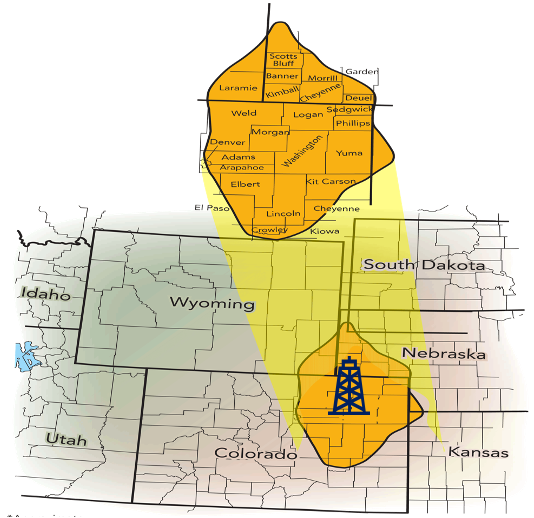 Scotts
Bluff
Banner
Morrill
Garder
Laramie
Kimball
Cheyenne
Deuel
Weld
Logan
Sedgwick
Phillips
Morgan
Denver
Washington
Yuma
Adams
Arapahoe
Elbert
Kit Carson
El Paso
Lincoln
Cheyenne
Crowley
Kiowa
South Dakota
Idaho
Wyoming
Nebraska
Utah
Colorado
Kansas